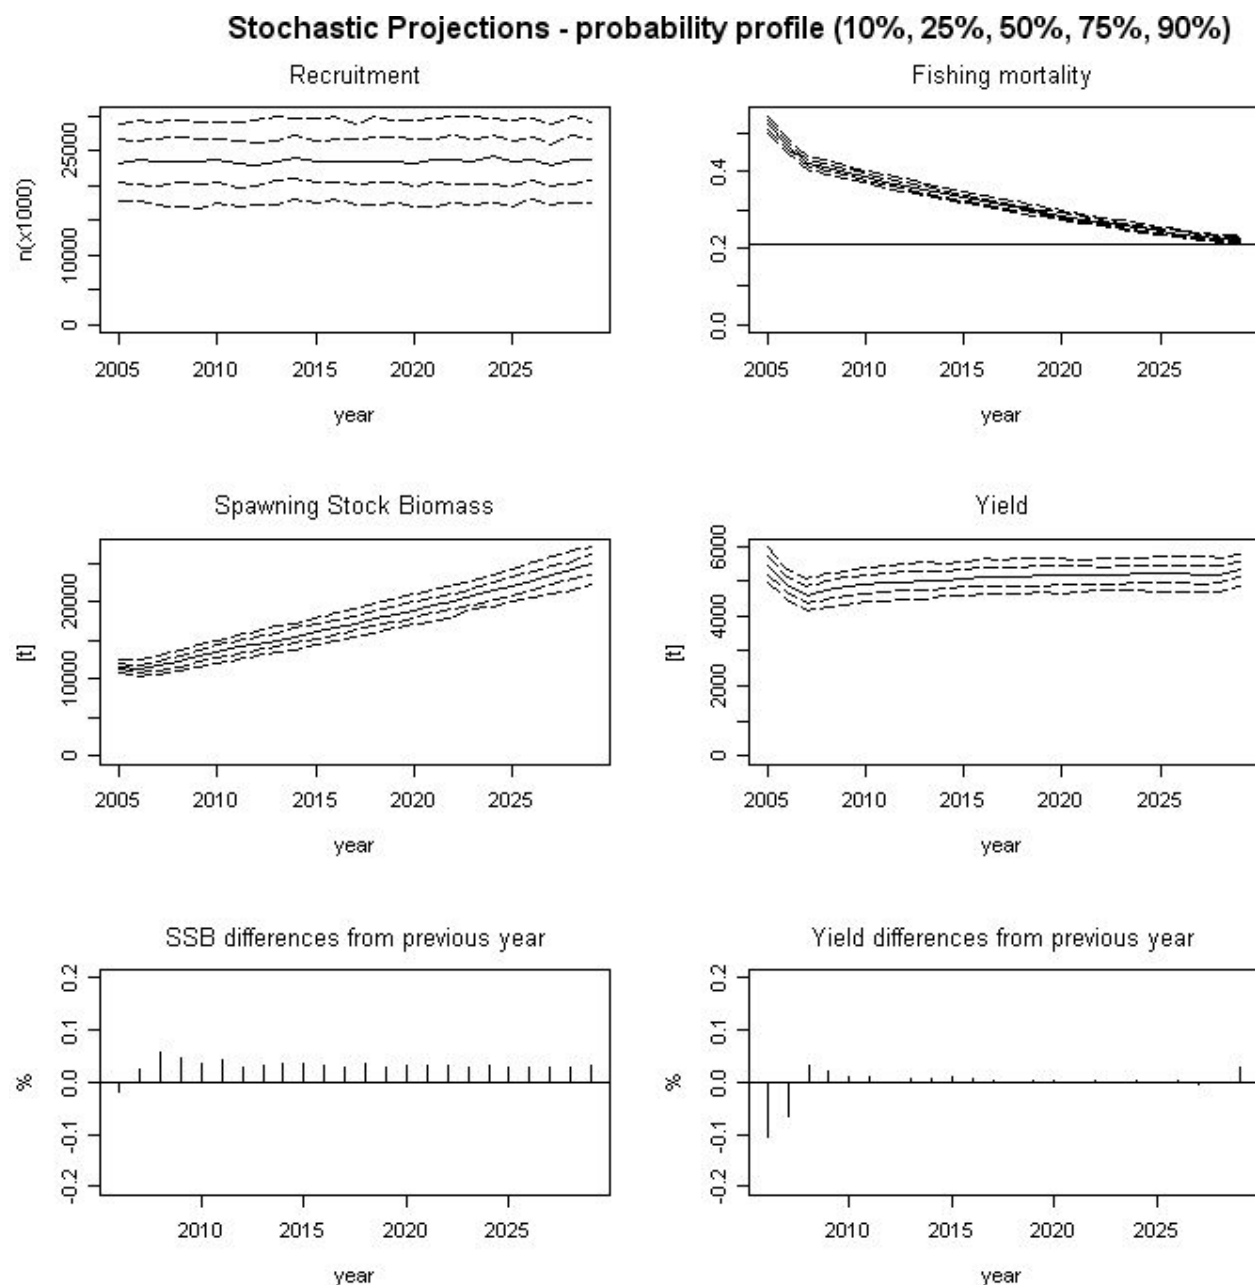 Stochastic Projections - probability profile (10%, 25%, 50%, 75%, 90%)
Recruitment
n(x1000)
25000
10000
0
2005 2010 2015 2020 2025
year
Fishing mortality
0.4
0.2
0.0
2005 2010 2015 2020 2025
year
Spawning Stock Biomass
[t]
20000
10000
0
2005 2010 2015 2020 2025
year
Yield
[t]
6000
4000
2000
0
2005 2010 2015 2020 2025
year
SSB differences from previous year
%
0.2
0.1
0.0
-0.1
-0.2
2010 2015 2020 2025
year
Yield differences from previous year
%
0.2
0.1
0.0
-0.1
-0.2
2010 2015 2020 2025
year